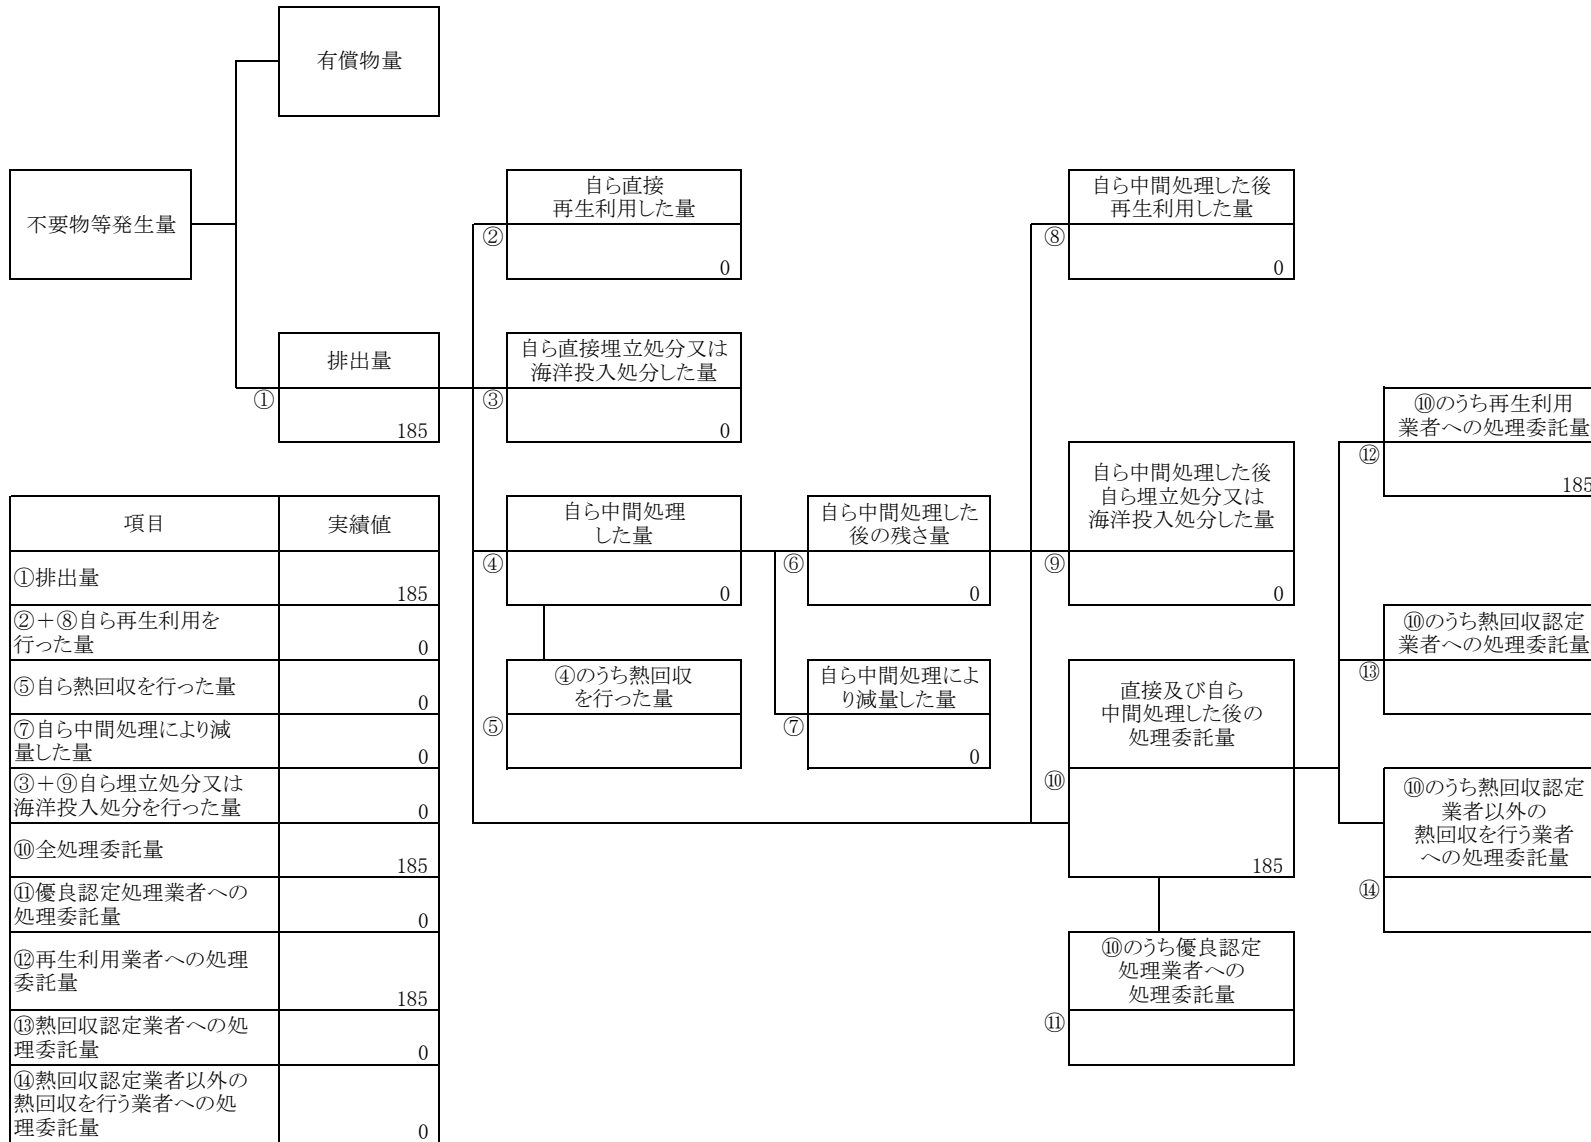 有償物量
不要物等発生量
①
排出量
185
②
自ら直接
再生利用した量
0
③
自ら直接埋立処分又は
海洋投入処分した量
0
④
自ら中間処理
した量
0
⑤
④のうち熱回収
を行った量
⑥
自ら中間処理した
後の残さ量
0
⑦
自ら中間処理によ
り減量した量
0
⑧
自ら中間処理した後
再生利用した量
0
⑨
自ら中間処理した後
自ら埋立処分又は
海洋投入処分した量
0
⑩
直接及び自ら
中間処理した後の
処理委託量
185
⑪
⑩のうち優良認定
処理業者への
処理委託量
⑫
⑩のうち再生利用
業者への処理委託量
185
⑬
⑩のうち熱回収認定
業者への処理委託量
⑭
⑩のうち熱回収認定
業者以外の
熱回収を行う業者
への処理委託量
項目 実績値
①排出量
185
②＋⑧自ら再生利用を
行った量 0
⑤自ら熱回収を行った量
0
⑦自ら中間処理により減
量した量 0
③＋⑨自ら埋立処分又は
海洋投入処分を行った量 0
⑩全処理委託量
185
⑪優良認定処理業者への
処理委託量 0
⑫再生利用業者への処理
委託量
185
⑬熱回収認定業者への処
理委託量 0
⑭熱回収認定業者以外の
熱回収を行う業者への処
理委託量 0